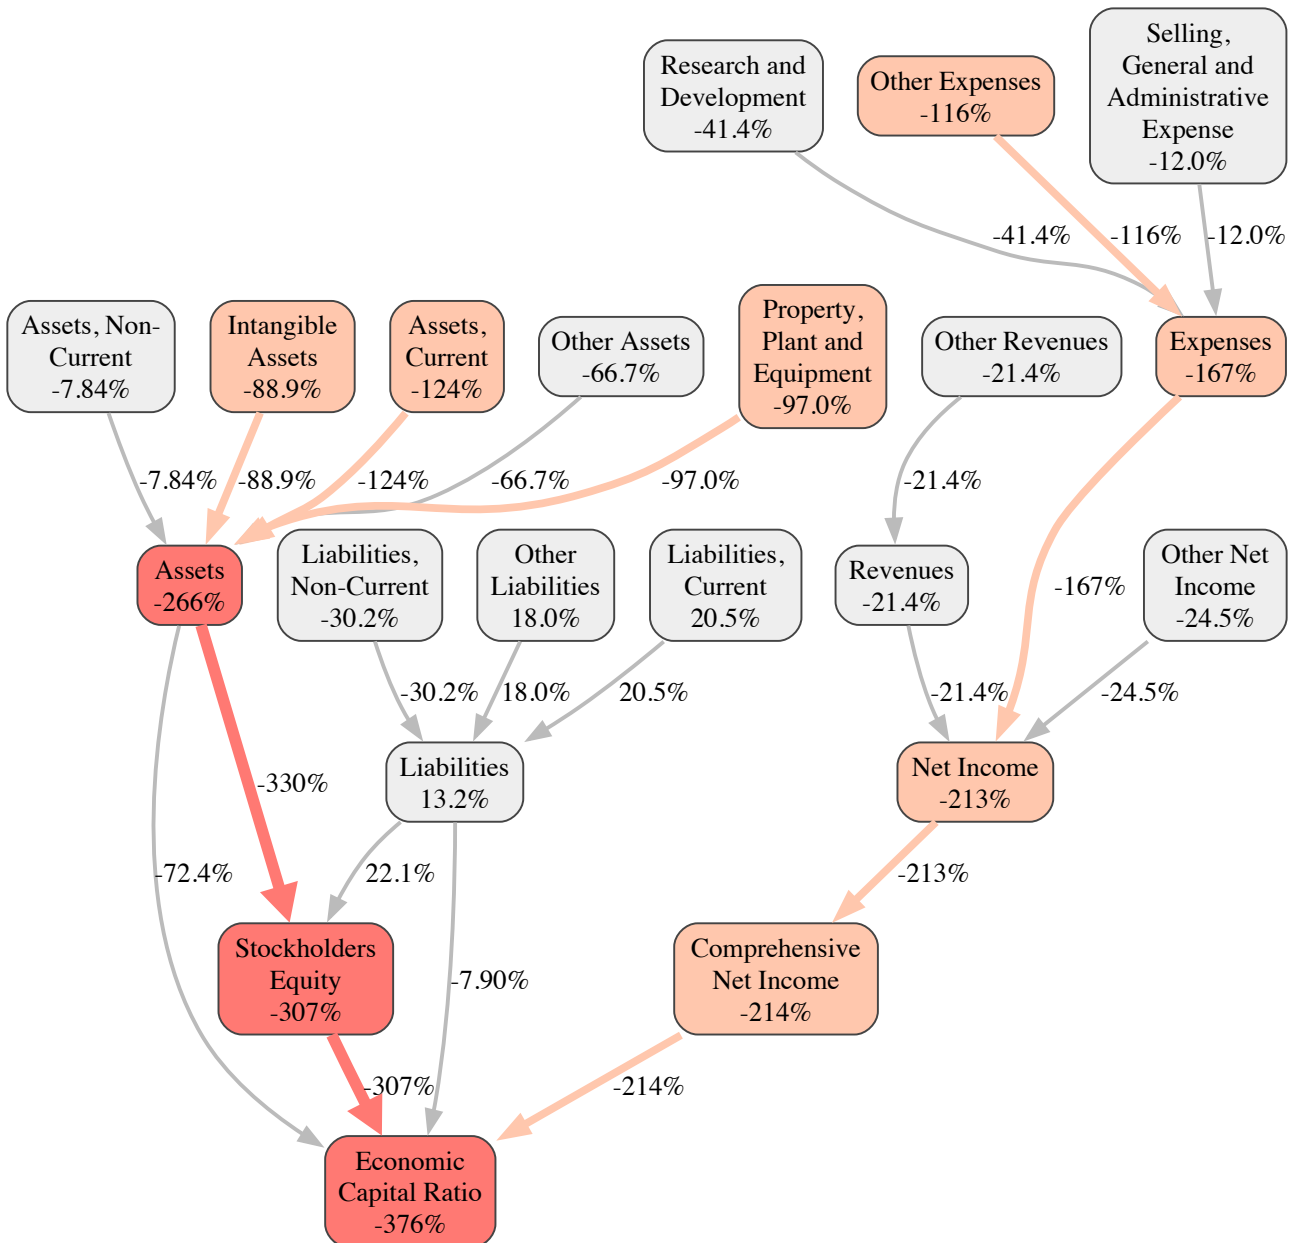 Selling,
General and
Administrative
Expense
-12.0%
Research and
Development
-41.4%
Other Expenses
-116%
-41.4%
-116%
-12.0%
Assets, Non-
Current
-7.84%
Intangible
Assets
-88.9%
Assets,
Current
-124%
Other Assets
-66.7%
Property,
Plant and
Equipment
-97.0%
Other Revenues
-21.4%
Expenses
-167%
-7.84%
-88.9%
-124%
-66.7%
-97.0%
-21.4%
Assets
-266%
Liabilities,
Non-Current
-30.2%
Other
Liabilities
18.0%
Liabilities,
Current
20.5%
Revenues
-21.4%
-167%
Other Net
Income
-24.5%
-30.2%
18.0%
20.5%
-21.4%
-24.5%
-330%
Liabilities
13.2%
Net Income
-213%
-72.4%
22.1%
-213%
Stockholders
Equity
-307%
-7.90%
Comprehensive
Net Income
-214%
-307%
-214%
Economic
Capital Ratio
-376%